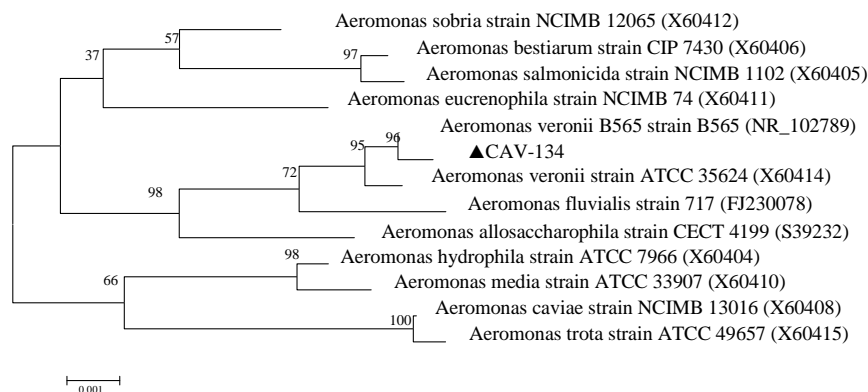 Aeromonas sobria strain NCIMB 12065 (X60412)
57
Aeromonas bestiarum strain CIP 7430 (X60406)
97
37
Aeromonas salmonicida strain NCIMB 1102 (X60405)
Aeromonas eucrenophila strain NCIMB 74 (X60411)
Aeromonas veronii B565 strain B565 (NR_102789)
96
95
▲CAV-134
72
Aeromonas veronii strain ATCC 35624 (X60414)
98
Aeromonas fluvialis strain 717 (FJ230078)
Aeromonas allosaccharophila strain CECT 4199 (S39232)
98
Aeromonas hydrophila strain ATCC 7966 (X60404)
66
Aeromonas media strain ATCC 33907 (X60410)
Aeromonas caviae strain NCIMB 13016 (X60408)
100
Aeromonas trota strain ATCC 49657 (X60415)
0.001